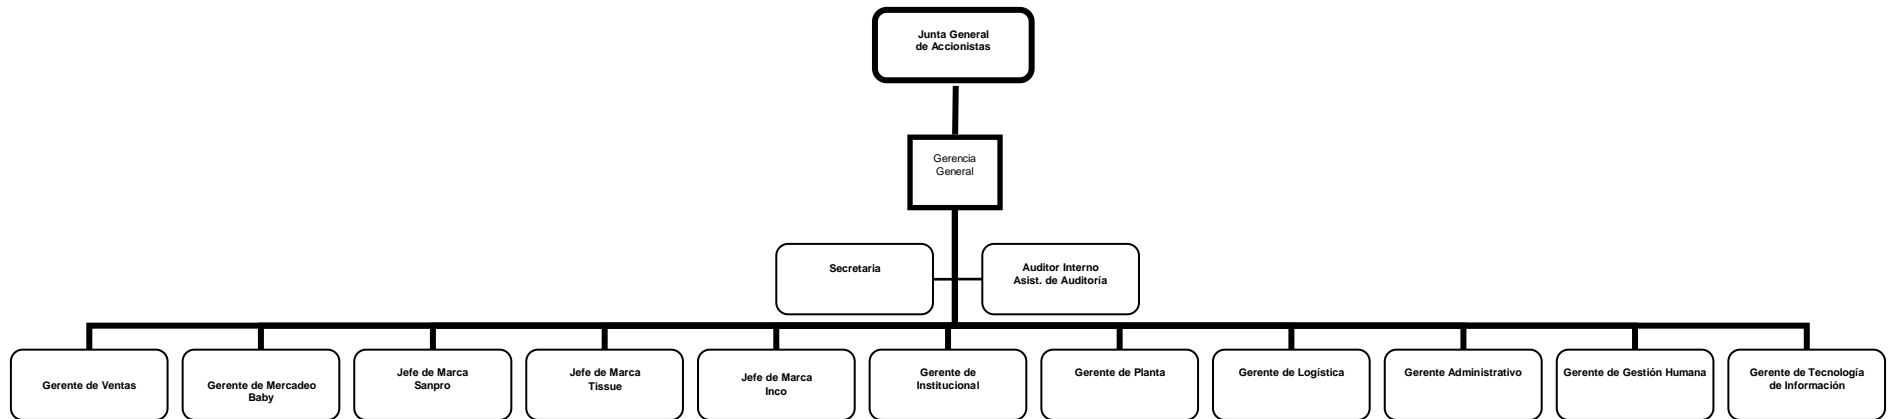 Junta General
de Accionistas
Gerencia
General
Secretaria
Auditor Interno
Asist. de Auditoría
Gerente de Ventas
Gerente de Mercadeo
Baby
Jefe de Marca
Sanpro
Jefe de Marca
Tissue
Jefe de Marca
Inco
Gerente de
Institucional
Gerente de Planta
Gerente de Logística
Gerente Administrativo
Gerente de Gestión Humana
Gerente de Tecnología
de Información